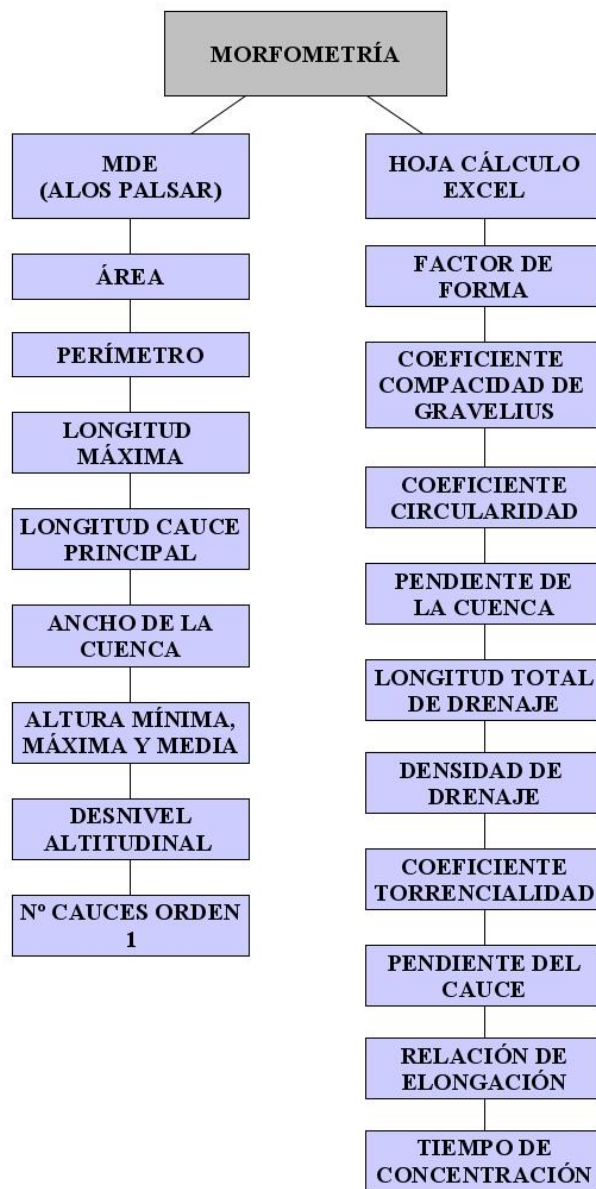 MORFOMETRÍA
MDE
(ALOS PALSAR)
ÁREA
PERÍMETRO
LONGITUD
MÁXIMA
LONGITUD CAUCE
PRINCIPAL
ANCHO DE LA
CUENCA
ALTURA MÍNIMA,
MÁXIMA Y MEDIA
DESNIVEL
ALTITUDINAL
Nº CAUCES ORDEN
1
HOJA CÁLCULO
EXCEL
FACTOR DE
FORMA
COEFICIENTE
COMPACIDAD DE
GRAVELIUS
COEFICIENTE
CIRCULARIDAD
PENDIENTE DE
LA CUENCA
LONGITUD TOTAL
DE DRENAJE
DENSIDAD DE
DRENAJE
COEFICIENTE
TORRENCIALIDAD
PENDIENTE DEL
CAUCE
RELACIÓN DE
ELONGACIÓN
TIEMPO DE
CONCENTRACIÓN